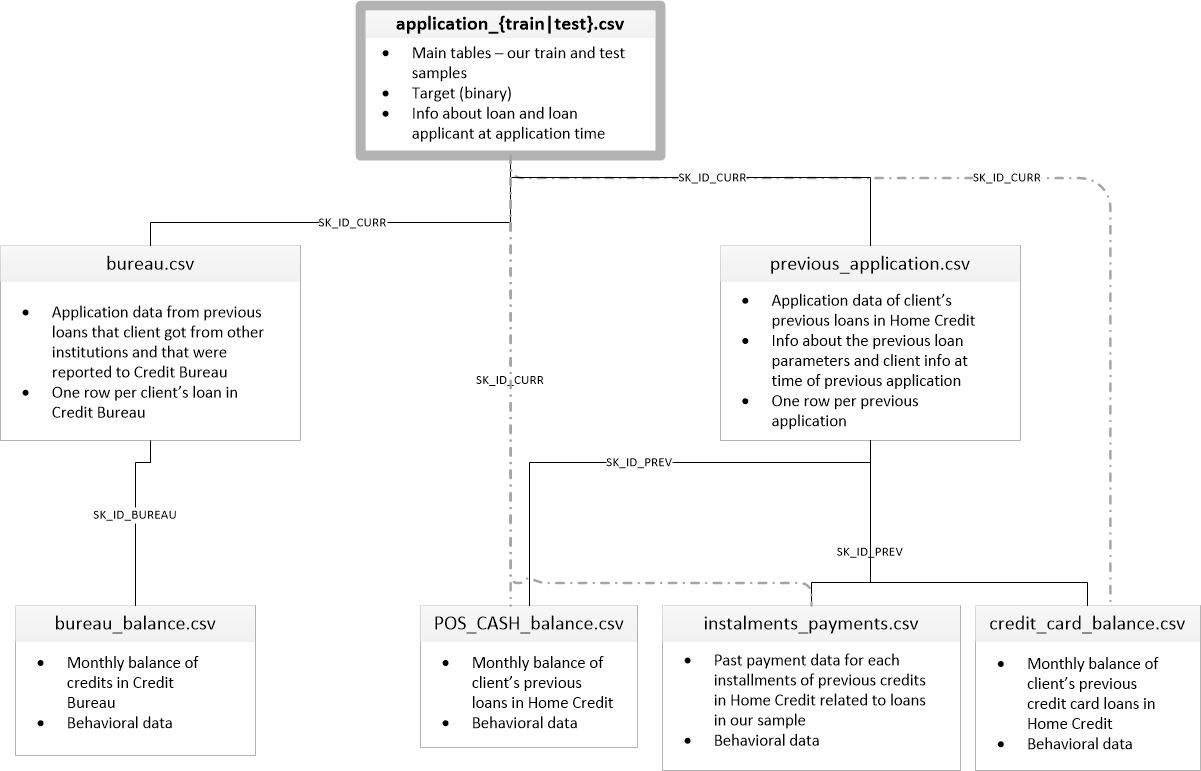 application_{train|test}.csv
• Main tables – our train and test
samples
• Target (binary)
• Info about loan and loan
applicant at application time
SK_ID_CURR
SK_ID_CURR
SK_ID_CURR
bureau.csv
• Application data from previous
loans that client got from other
institutions and that were
reported to Credit Bureau
• One row per client’s loan in
Credit Bureau
previous_application.csv
• Application data of client’s
previous loans in Home Credit
• Info about the previous loan
parameters and client info at
time of previous application
• One row per previous
application
SK_ID_CURR
SK_ID_PREV
SK_ID_BUREAU
SK_ID_PREV
bureau_balance.csv
• Monthly balance of
credits in Credit
Bureau
• Behavioral data
POS_CASH_balance.csv
• Monthly balance of
client’s previous
loans in Home Credit
• Behavioral data
instalments_payments.csv
• Past payment data for each
installments of previous credits
in Home Credit related to loans
in our sample
• Behavioral data
credit_card_balance.csv
• Monthly balance of
client’s previous
credit card loans in
Home Credit
• Behavioral data